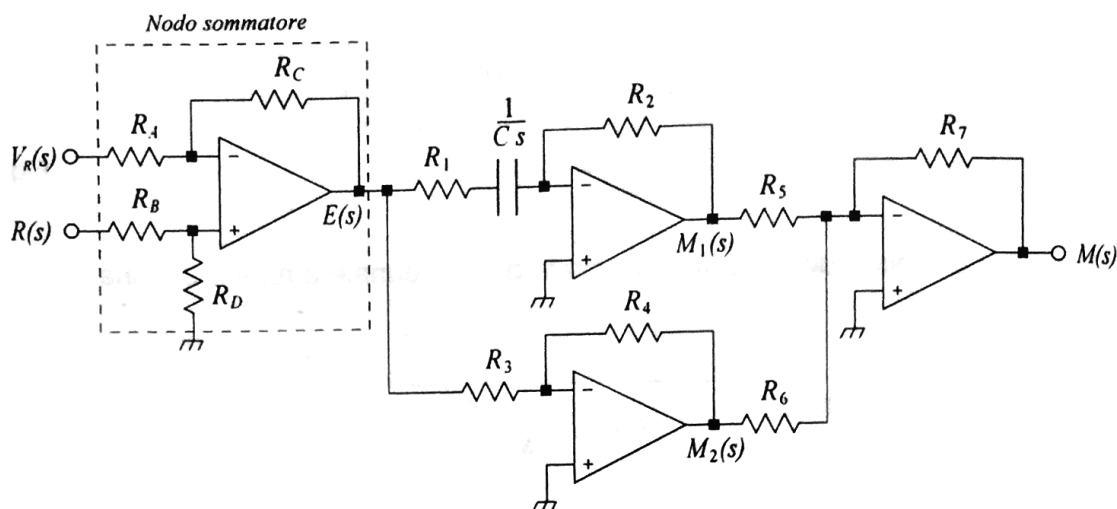 Nodo sommatore
R_C
R_A
V_R(s)
R_B
R(s)
R_D
E(s)
R_1
1/(C s)
R_2
M_1(s)
R_3
R_4
M_2(s)
R_5
R_6
R_7
M(s)
- +
- +
- +
- +